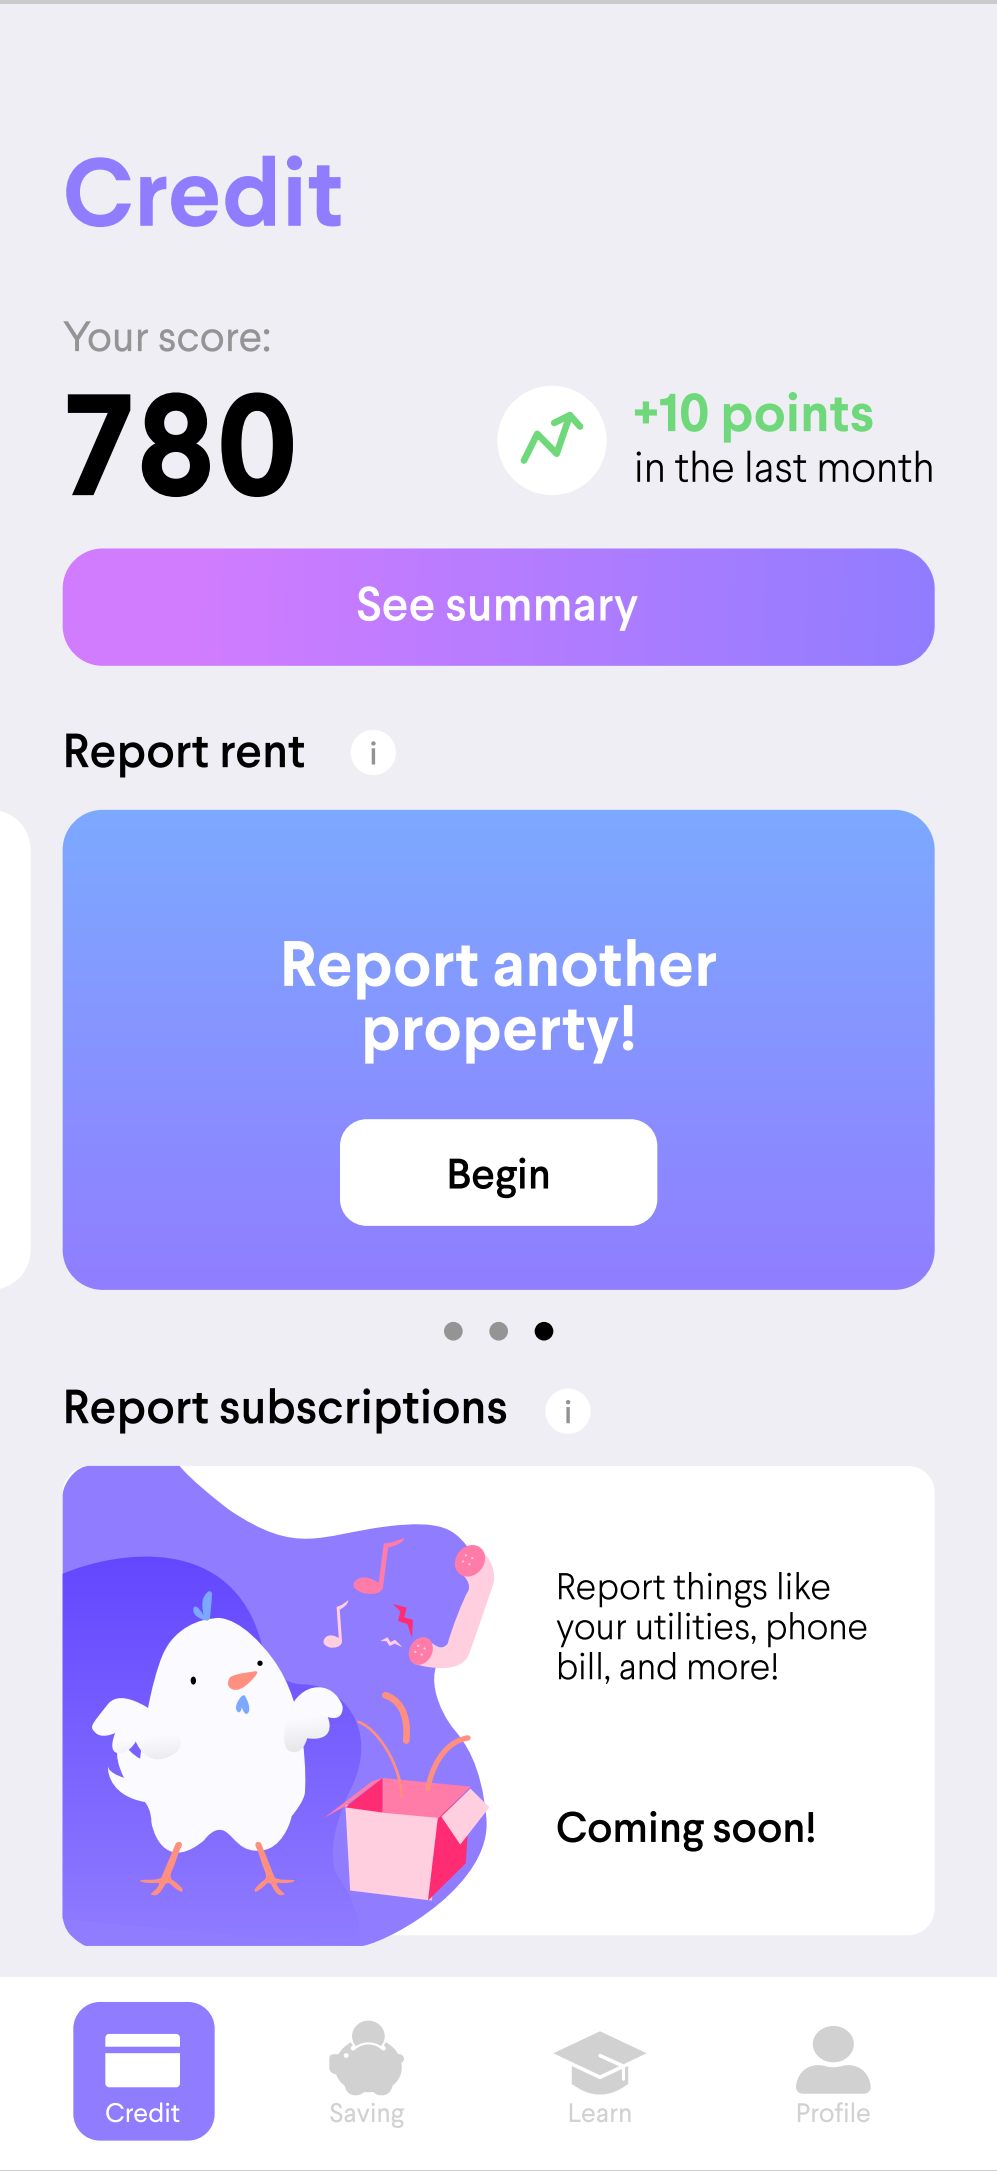 Credit
Your score:
780
+10 points
in the last month
See summary
Report rent
i
Report another
property!
Begin
Report subscriptions
i
Report things like
your utilities, phone
bill, and more!
Coming soon!
Credit
Saving
Learn
Profile